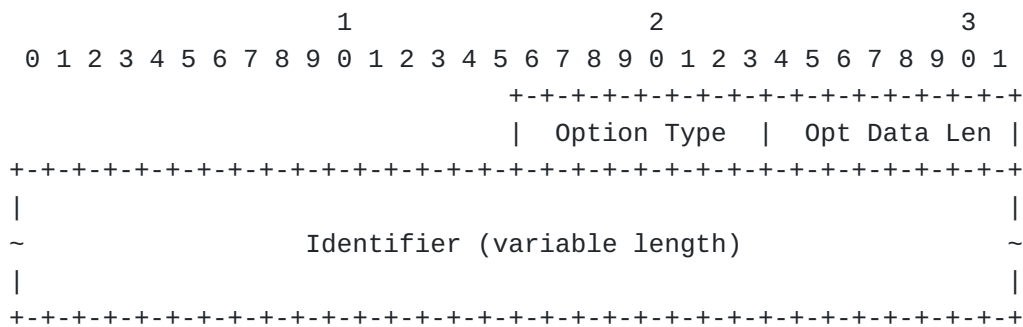 1                   2                   3
 0 1 2 3 4 5 6 7 8 9 0 1 2 3 4 5 6 7 8 9 0 1 2 3 4 5 6 7 8 9 0 1
                                +-+-+-+-+-+-+-+-+-+-+-+-+-+-+-+-+
                                |  Option Type  |  Opt Data Len |
+-+-+-+-+-+-+-+-+-+-+-+-+-+-+-+-+-+-+-+-+-+-+-+-+-+-+-+-+-+-+-+-+
|                                                               |
~                  Identifier (variable length)                 ~
|                                                               |
+-+-+-+-+-+-+-+-+-+-+-+-+-+-+-+-+-+-+-+-+-+-+-+-+-+-+-+-+-+-+-+-+